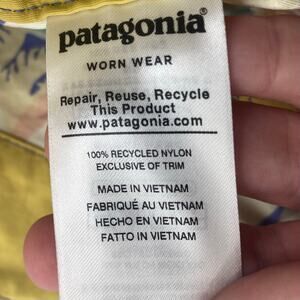 patagonia®
WORN WEAR
Repair, Reuse, Recycle
This Product
www.patagonia.com
100% RECYCLED NYLON
EXCLUSIVE OF TRIM
MADE IN VIETNAM
FABRIQUÉ AU VIETNAM
HECHO EN VIETNAM
FATTO IN VIETNAM